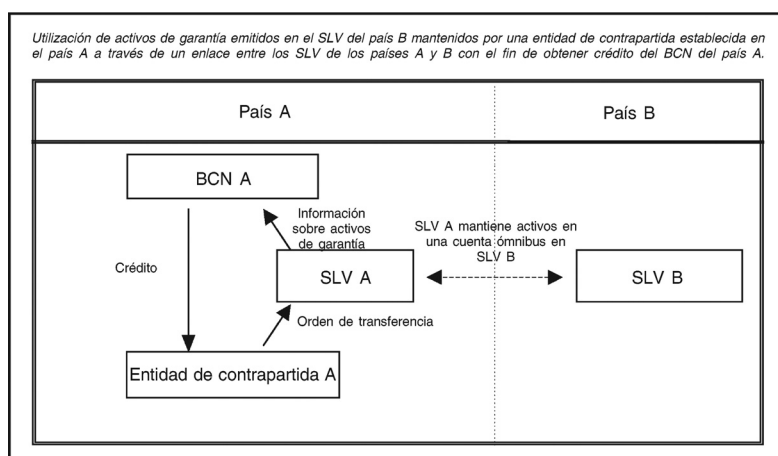 Utilización de activos de garantía emitidos en el SLV del país B mantenidos por una entidad de contrapartida establecida en
el país A a través de un enlace entre los SLV de los países A y B con el fin de obtener crédito del BCN del país A.
País A
País B
BCN A
Información
sobre activos
de garantía
SLV A mantiene activos en
una cuenta ómnibus en
SLV B
Crédito
SLV A
SLV B
Orden de transferencia
Entidad de contrapartida A